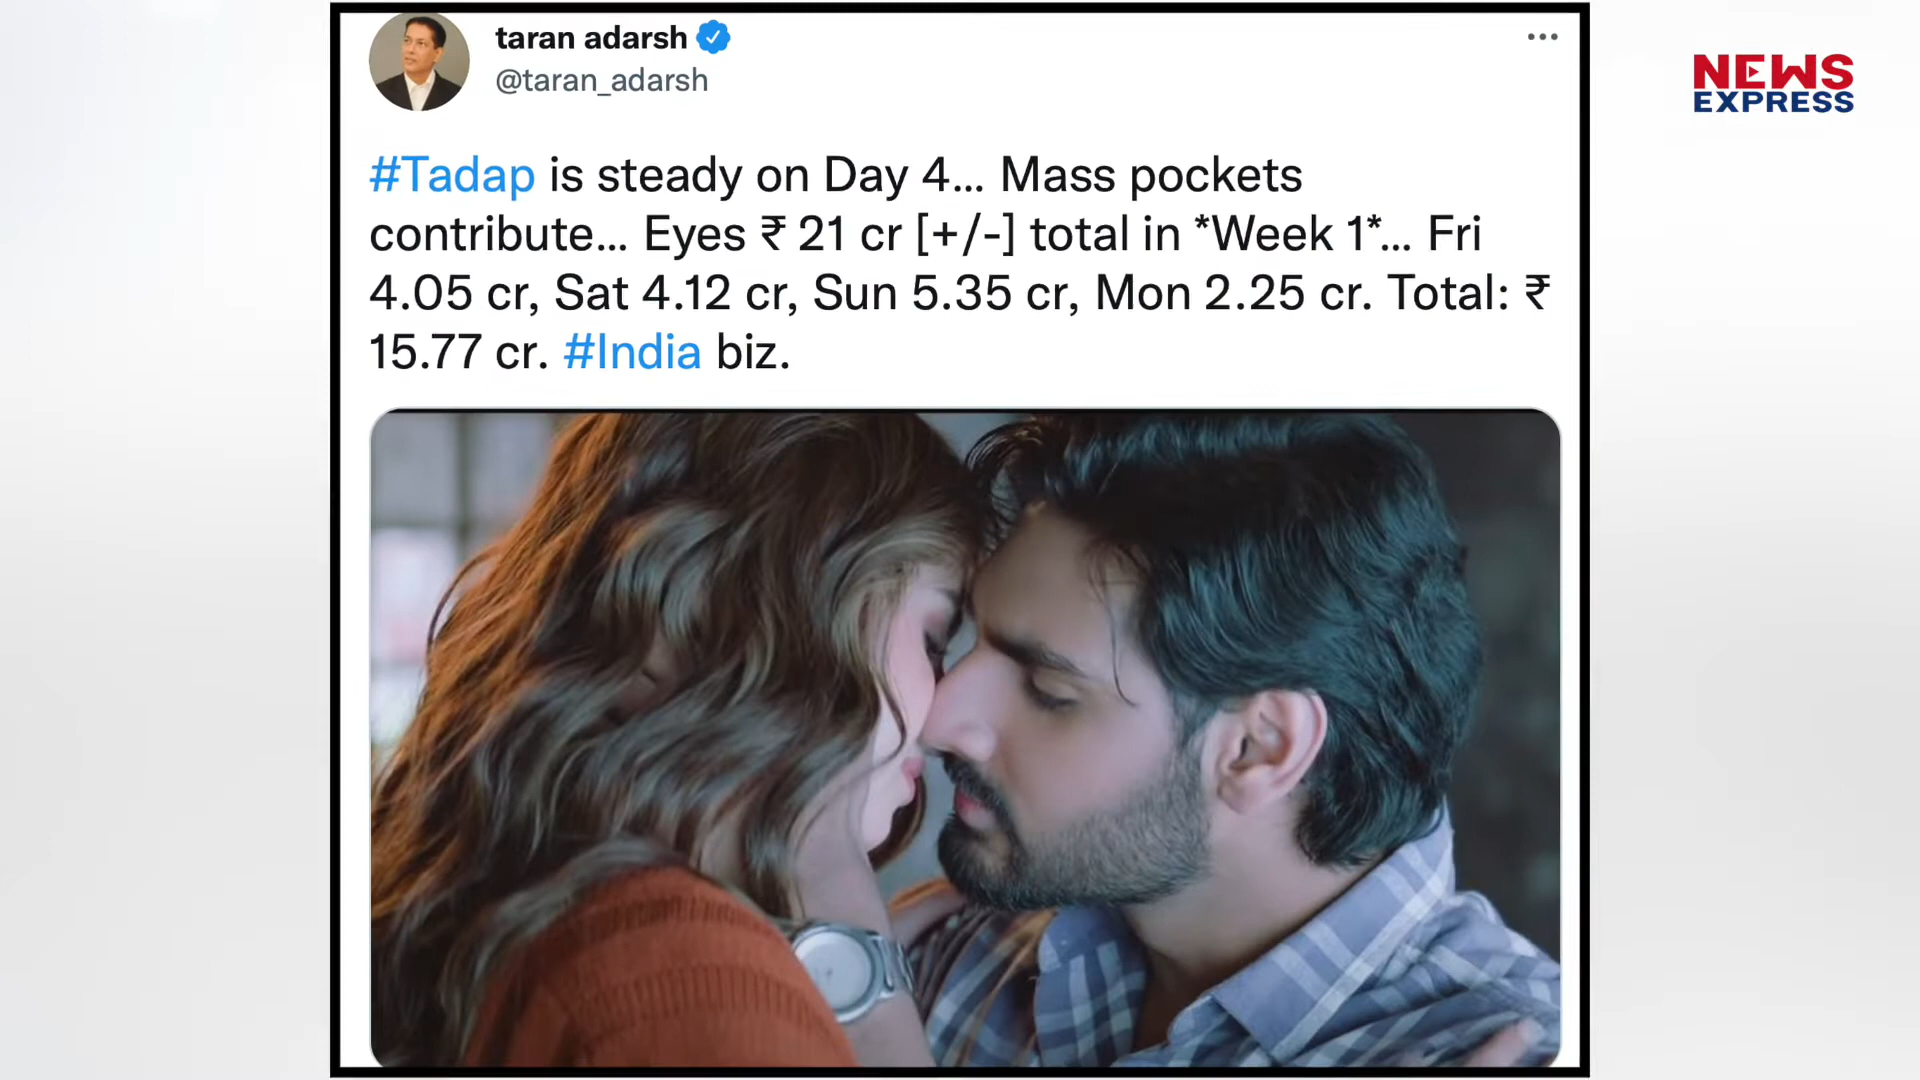 taran adarsh
@taran_adarsh
NEWS
EXPRESS
#Tadap is steady on Day 4... Mass pockets
contribute... Eyes ₹ 21 cr [+/-] total in *Week 1*... Fri
4.05 cr, Sat 4.12 cr, Sun 5.35 cr, Mon 2.25 cr. Total: ₹
15.77 cr. #India biz.